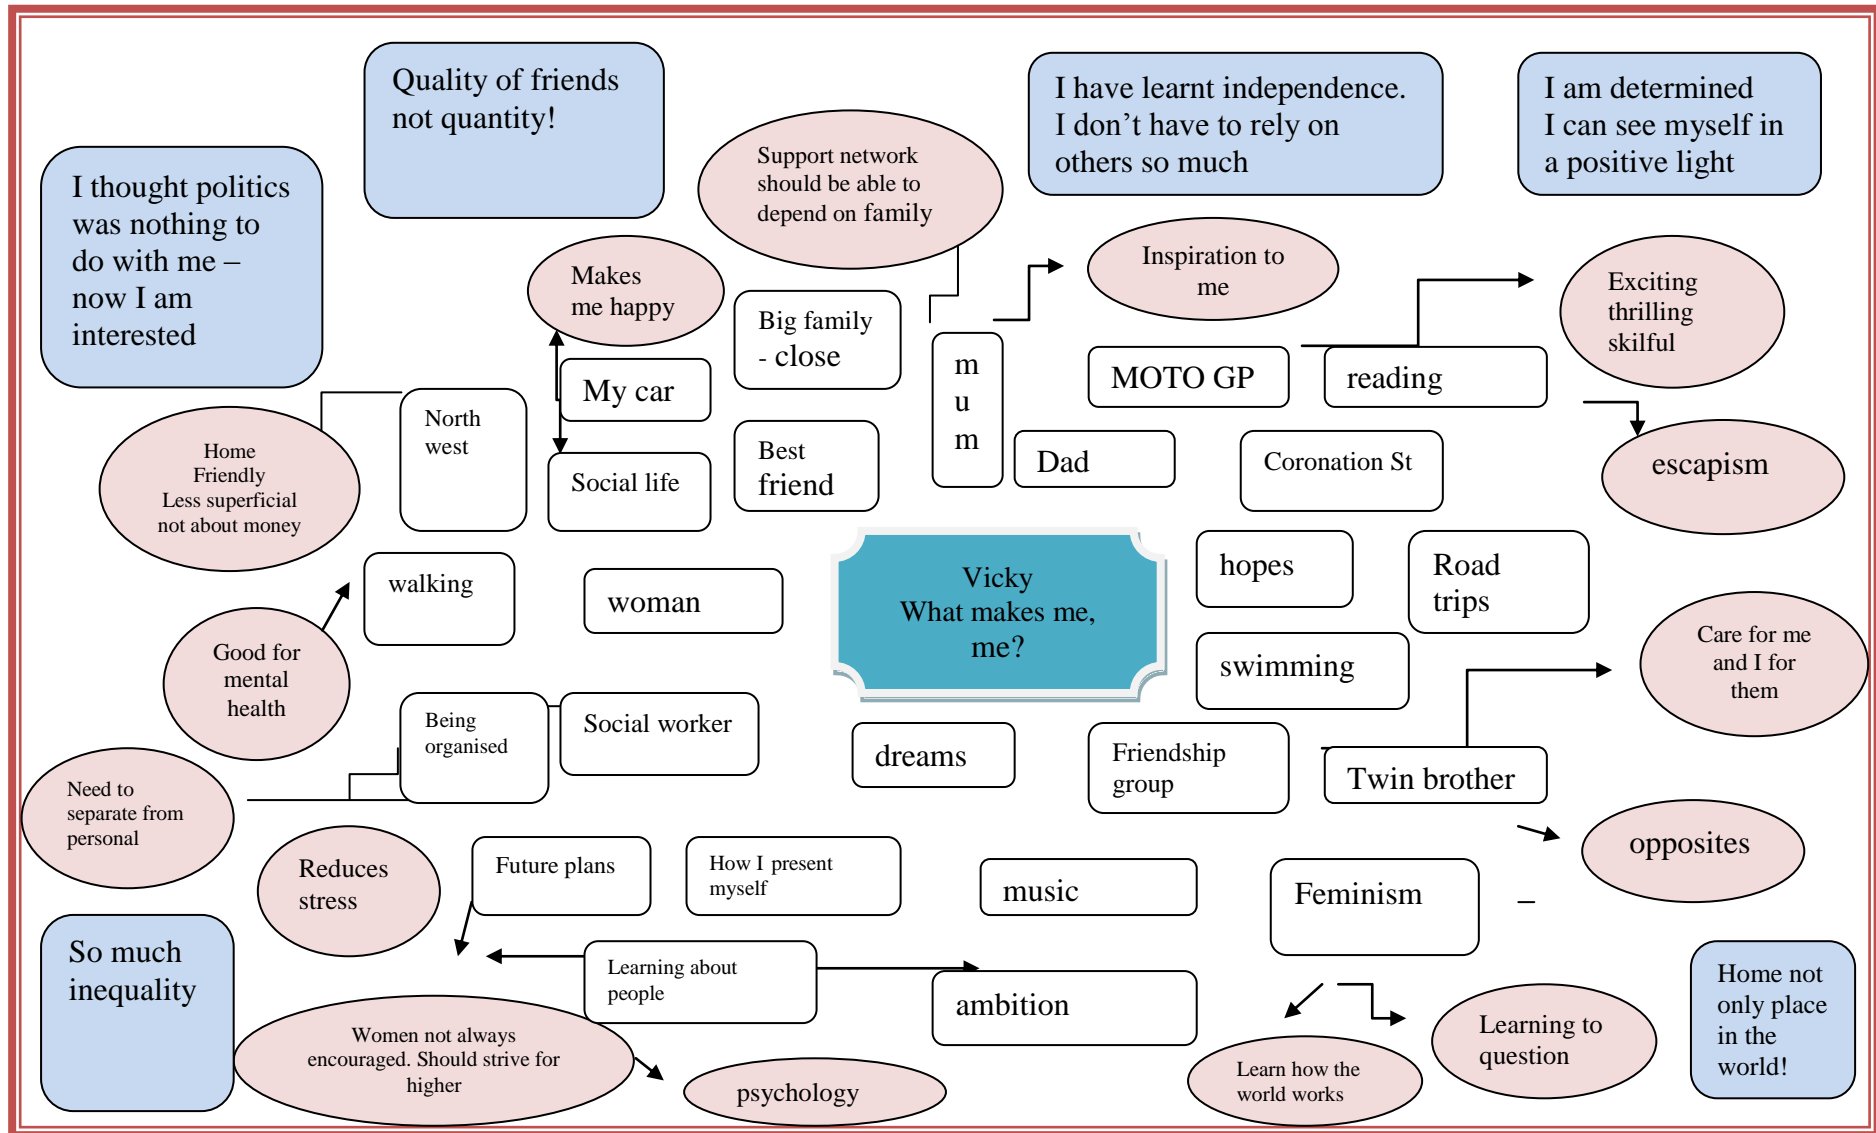 Quality of friends
not quantity!
I have learnt independence.
I don't have to rely on
others so much
I am determined
I can see myself in
a positive light
I thought politics
was nothing to
do with me –
now I am
interested
Support network
should be able to
depend on family
Makes
me happy
Inspiration to
me
Exciting
thrilling
skilful
Big family
- close
My car
m
u
m
MOTO GP
reading
North
west
Home
Friendly
Less superficial
not about money
Social life
Best
friend
Dad
Coronation St
escapism
walking
woman
Vicky
What makes me,
me?
hopes
Road
trips
Good for
mental
health
swimming
Care for me
and I for
them
Being
organised
Social worker
dreams
Friendship
group
Twin brother
Need to
separate from
personal
Reduces
stress
Future plans
How I present
myself
music
Feminism
opposites
–
So much
inequality
Learning about
people
ambition
Home not
only place
in the
world!
Women not always
encouraged. Should strive for
higher
psychology
Learn how the
world works
Learning to
question